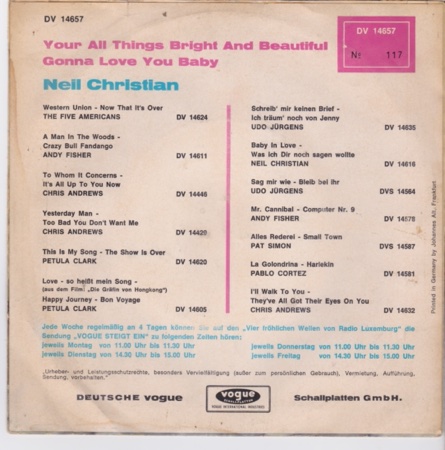 DV 14657
DV 14657
No 117
Your All Things Bright And Beautiful
Gonna Love You Baby
Neil Christian
Western Union - Now That it's Over
THE FIVE AMERICANS DV 14624
A Man In The Woods -
Crazy Bull Fandango
ANDY FISHER DV 14611
To Whom It Concerns -
It's All Up To You Now
CHRIS ANDREWS DV 14446
Yesterday Man -
Too Bad You Don't Want Me
CHRIS ANDREWS DV 14429
This Is My Song - The Show is Over
PETULA CLARK DV 14620
Love - so heißt mein Song -
(aus dem Film: „Die Gräfin von Hongkong")
Happy Journey - Bon Voyage
PETULA CLARK DV 14605
Schreib' mir keinen Brief -
Ich träum' noch von Jenny
UDO JÜRGENS DV 14635
Baby In Love -
Was ich Dir noch sagen wollte
NEIL CHRISTIAN DV 14616
Sag mir wie - Bleib bei ihr
UDO JÜRGENS DVS 14564
Mr. Cannibal - Computer Nr. 9
ANDY FISHER DV 14578
Alles Rederei - Small Town
PAT SIMON DVS 14587
La Golondrina - Harlekin
PABLO CORTEZ DV 14581
I'll Walk To You -
They've All Got Their Eyes On You
CHRIS ANDREWS DV 14632
Printed in Germany by Johannes Alt, Frankfurt
Jede Woche regelmäßig an 4 Tagen können Sie auf den „Vier fröhlichen Wellen von Radio Luxemburg" die
Sendung „VOGUE STEIGT EIN" zu folgenden Zeiten hören:
jeweils Montag von 11.00 Uhr bis 11.30 Uhr jeweils Donnerstag von 11.00 Uhr bis 11.30 Uhr
jeweils Dienstag von 14.30 Uhr bis 15.00 Uhr jeweils Freitag von 14.30 Uhr bis 15.00 Uhr
„Urheber- und Leistungsschutzrechte, besonders Vervielfältigung (außer zum persönlichen Gebrauch), Vermietung, Aufführung,
Sendung, vorbehalten."
DEUTSCHE vogue vogue Schallplatten GmbH.
SCHALLPLATTEN
VOGUE INTERNATIONAL INDUSTRIES